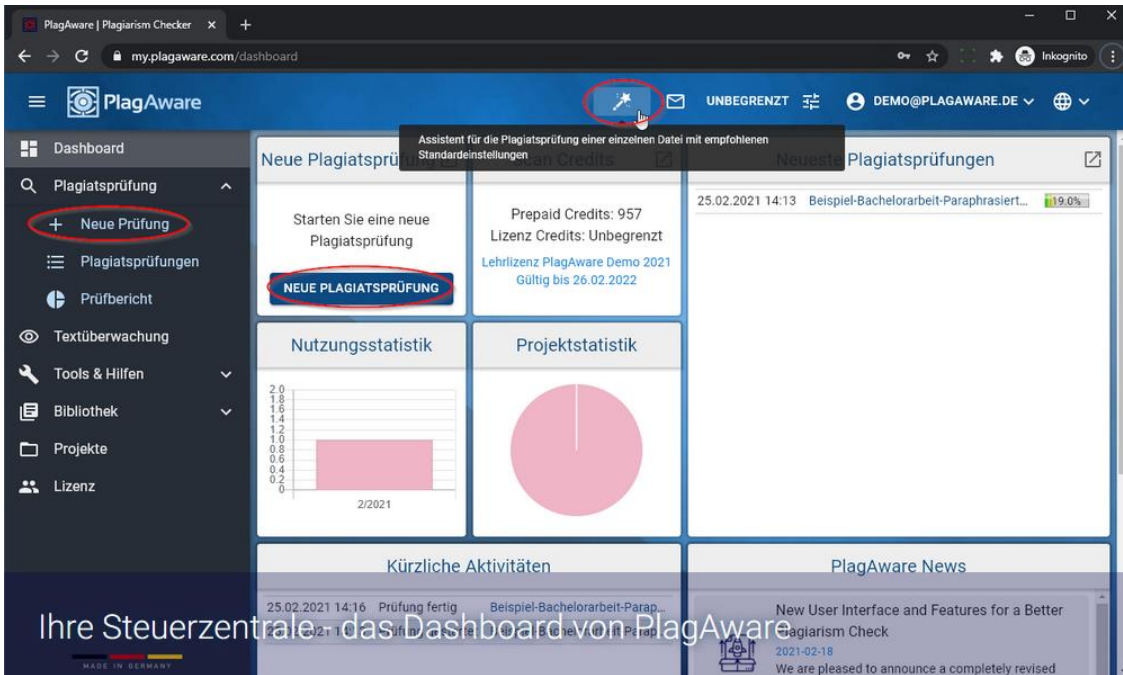 PlagAware | Plagiarism Checker
my.plagaware.com/dashboard
Inkognito
PlagAware
UNBEGRENZT
DEMO@PLAGAWARE.DE
Assistent für die Plagiatsprüfung einer einzelnen Datei mit empfohlenen
Standardeinstellungen
Dashboard
Plagiatsprüfung
Neue Prüfung
Plagiatsprüfungen
Prüfbericht
Textüberwachung
Tools & Hilfen
Bibliothek
Projekte
Lizenz
Neue Plagiatsprüfung
Starten Sie eine neue
Plagiatsprüfung
NEUE PLAGIATSPRÜFUNG
Scan Credits
Prepaid Credits: 957
Lizenz Credits: Unbegrenzt
Lehrlizenz PlagAware Demo 2021
Gültig bis 26.02.2022
Neueste Plagiatsprüfungen
25.02.2021 14:13 Beispiel-Bachelorarbeit-Paraphrasiert... 19.0%
Nutzungsstatistik
2.0
1.8
1.6
1.4
1.2
1.0
0.8
0.6
0.4
0.2
0
2/2021
Projektstatistik
Kürzliche Aktivitäten
25.02.2021 14:16 Prüfung fertig Beispiel-Bachelorarbeit-Parap...
PlagAware News
New User Interface and Features for a Better
Plagiarism Check
2021-02-18
We are pleased to announce a completely revised
Ihre Steuerzentrale - das Dashboard von PlagAware
MADE IN GERMANY